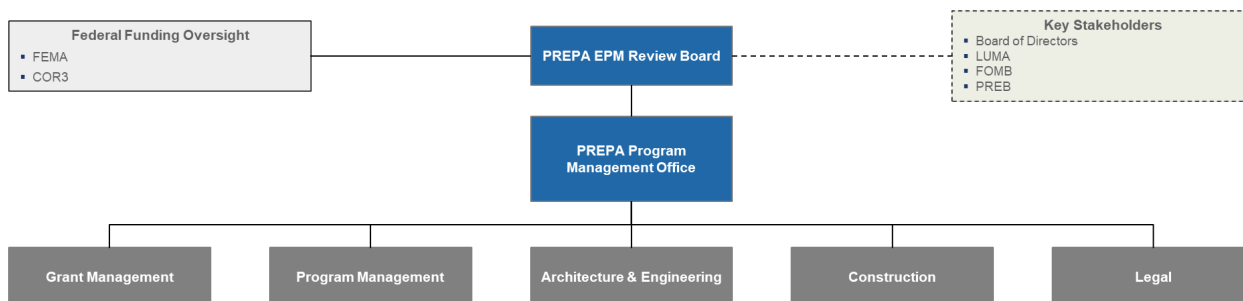 Federal Funding Oversight
▪ FEMA
▪ COR3
PREPA EPM Review Board
Key Stakeholders
▪ Board of Directors
▪ LUMA
▪ FOMB
▪ PREB
PREPA Program
Management Office
Grant Management
Program Management
Architecture & Engineering
Construction
Legal